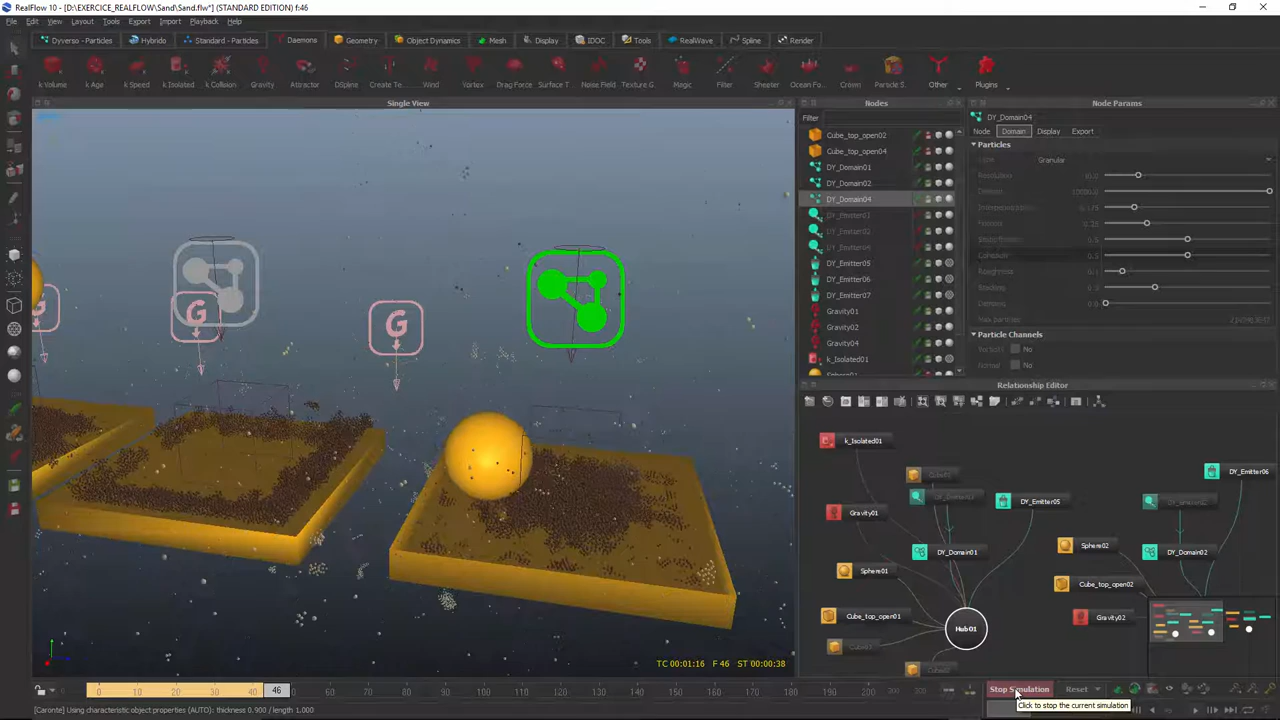 RealFlow 10 - [D:\EXERCICE_REALFLOW\Sand\Sand.flw*] (STANDARD EDITION) f:46
File Edit View Layout Tools Export Import Playback Help
Dyverso - Particles Hybrido Standard - Particles Daemons Geometry Object Dynamics Mesh Display IDOC Tools RealWave Spline Render
k Volume k Age k Speed k Isolated k Collision Gravity Attractor Create Te... DSpline Wind Vortex Drag Force Surface T... Noise Field Texture G... Magic Filter Sheeter Ocean Fo... Crown Particle S... Other Plugins
Single View
G G
TC 00:01:16 F 46 ST 00:00:38
Nodes
Filter
Cube_top_open02
Cube_top_open04
DY_Domain01
DY_Domain02
DY_Domain04
DY_Emitter05
DY_Emitter06
DY_Emitter07
Gravity01
Gravity02
Gravity04
k_Isolated01
Node Params
DY_Domain04
Node Domain Display Export
Particles
Granular
Resolution
Particle Channels
No
Normal No
Relationship Editor
k_Isolated01
DY_Emitter06
DY_Emitter05
Gravity01
Sphere02
DY_Domain01 DY_Domain02
Sphere01
Cube_top_open02
Cube_top_open01
Gravity02
Hub01
0 10 20 30 40 46 50 60 70 80 90 100 110 120 130 140 150 160 170 180 190 200 200
Stop Simulation Reset
Click to stop the current simulation
[Caronte] Using characteristic object properties (AUTO): thickness 0.900 / length 1.000